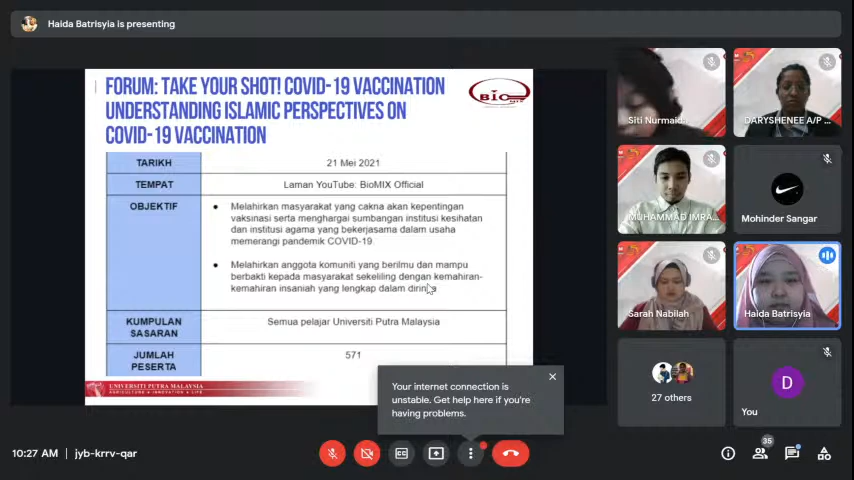 Haida Batrisyia is presenting
FORUM: TAKE YOUR SHOT! COVID-19 VACCINATION
UNDERSTANDING ISLAMIC PERSPECTIVES ON
COVID-19 VACCINATION
BIO
MIX
TARIKH
21 Mei 2021
TEMPAT
Laman YouTube: BioMIX Official
OBJEKTIF
Melahirkan masyarakat yang cakna akan kepentingan
vaksinasi serta menghargai sumbangan institusi kesihatan
dan institusi agama yang bekerjasama dalam usaha
memerangi pandemik COVID-19.
Melahirkan anggota komuniti yang berilmu dan mampu
berbakti kepada masyarakat sekeliling dengan kemahiran-
kemahiran insaniah yang lengkap dalam dirinya
KUMPULAN
SASARAN
Semua pelajar Universiti Putra Malaysia
JUMLAH
PESERTA
571
UNIVERSITI PUTRA MALAYSIA
AGRICULTURE • INNOVATION • LIFE
Your internet connection is
unstable. Get help here if you're
having problems.
Siti Nurmaid...
DARYSHENEE A/P ...
MUHAMMAD IMRA...
Mohinder Sangar
Sarah Nabilah
Haida Batrisyia
27 others
D
You
10:27 AM | jyb-krrv-qar
35